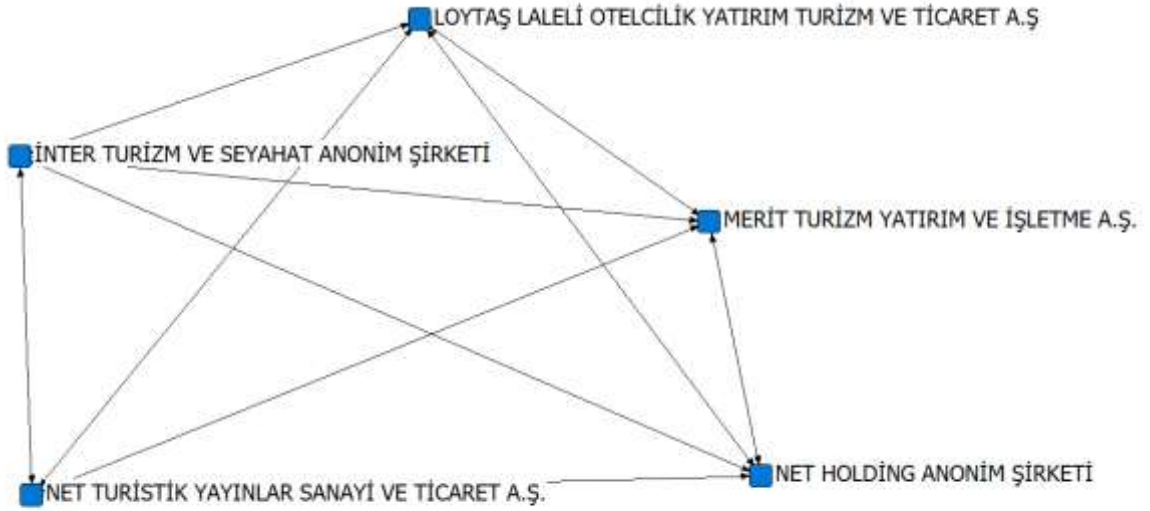 LOYTAŞ LALELİ OTELCİLİK YATIRIM TURİZM VE TİCARET A.Ş
İNTER TURİZM VE SEYAHAT ANONİM ŞİRKETİ
MERİT TURİZM YATIRIM VE İŞLETME A.Ş.
NET HOLDİNG ANONİM ŞİRKETİ
NET TURİSTİK YAYINLAR SANAYİ VE TİCARET A.Ş.